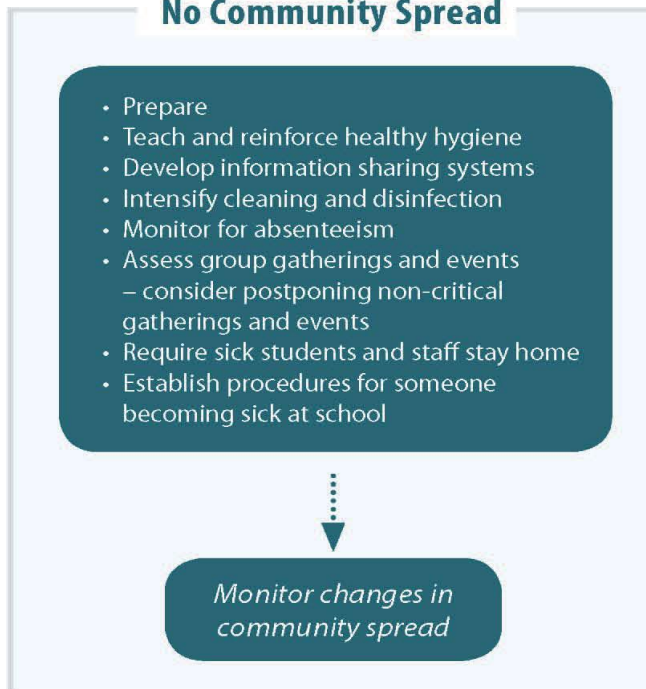 No Community Spread
• Prepare
• Teach and reinforce healthy hygiene
• Develop information sharing systems
• Intensify cleaning and disinfection
• Monitor for absenteeism
• Assess group gatherings and events
– consider postponing non-critical
gatherings and events
• Require sick students and staff stay home
• Establish procedures for someone
becoming sick at school
Monitor changes in
community spread